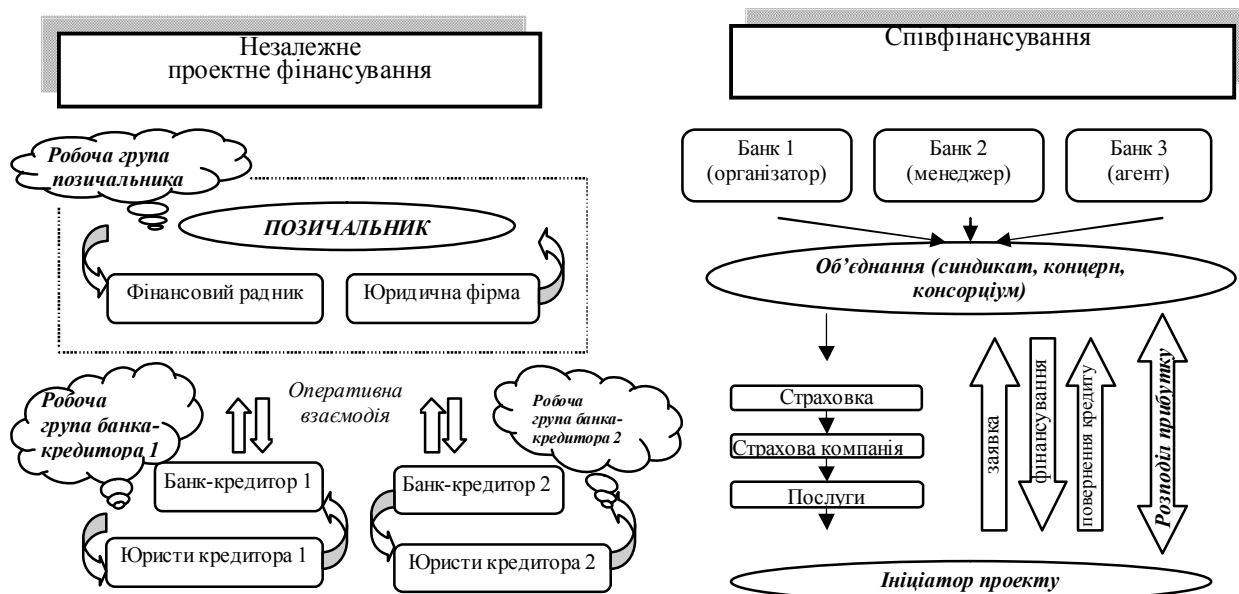 Незалежне
проектне фінансування
Робоча група
позичальника
ПОЗИЧАЛЬНИК
Фінансовий радник
Юридична фірма
Робоча
група банка-
кредитора 1
Оперативна
взаємодія
Робоча
група банка-
кредитора 2
Банк-кредитор 1
Банк-кредитор 2
Юристи кредитора 1
Юристи кредитора 2
Співфінансування
Банк 1
(організатор)
Банк 2
(менеджер)
Банк 3
(агент)
Об’єднання (синдикат, концерн,
консорціум)
Страховка
Страхова компанія
Послуги
заявка
фінансування
повернення кредиту
Розподіл прибутку
Ініціатор проекту